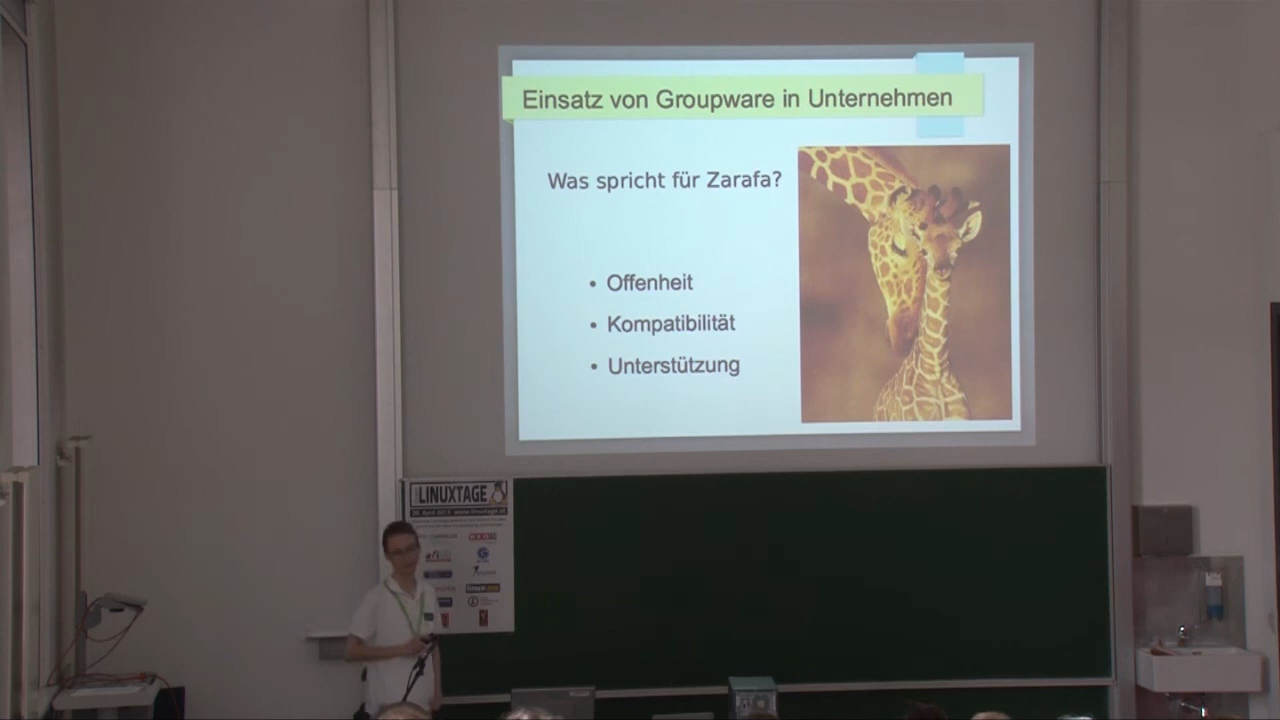 Einsatz von Groupware in Unternehmen
Was spricht für Zarafa?
• Offenheit
• Kompatibilität
• Unterstützung
LINUXTAGE